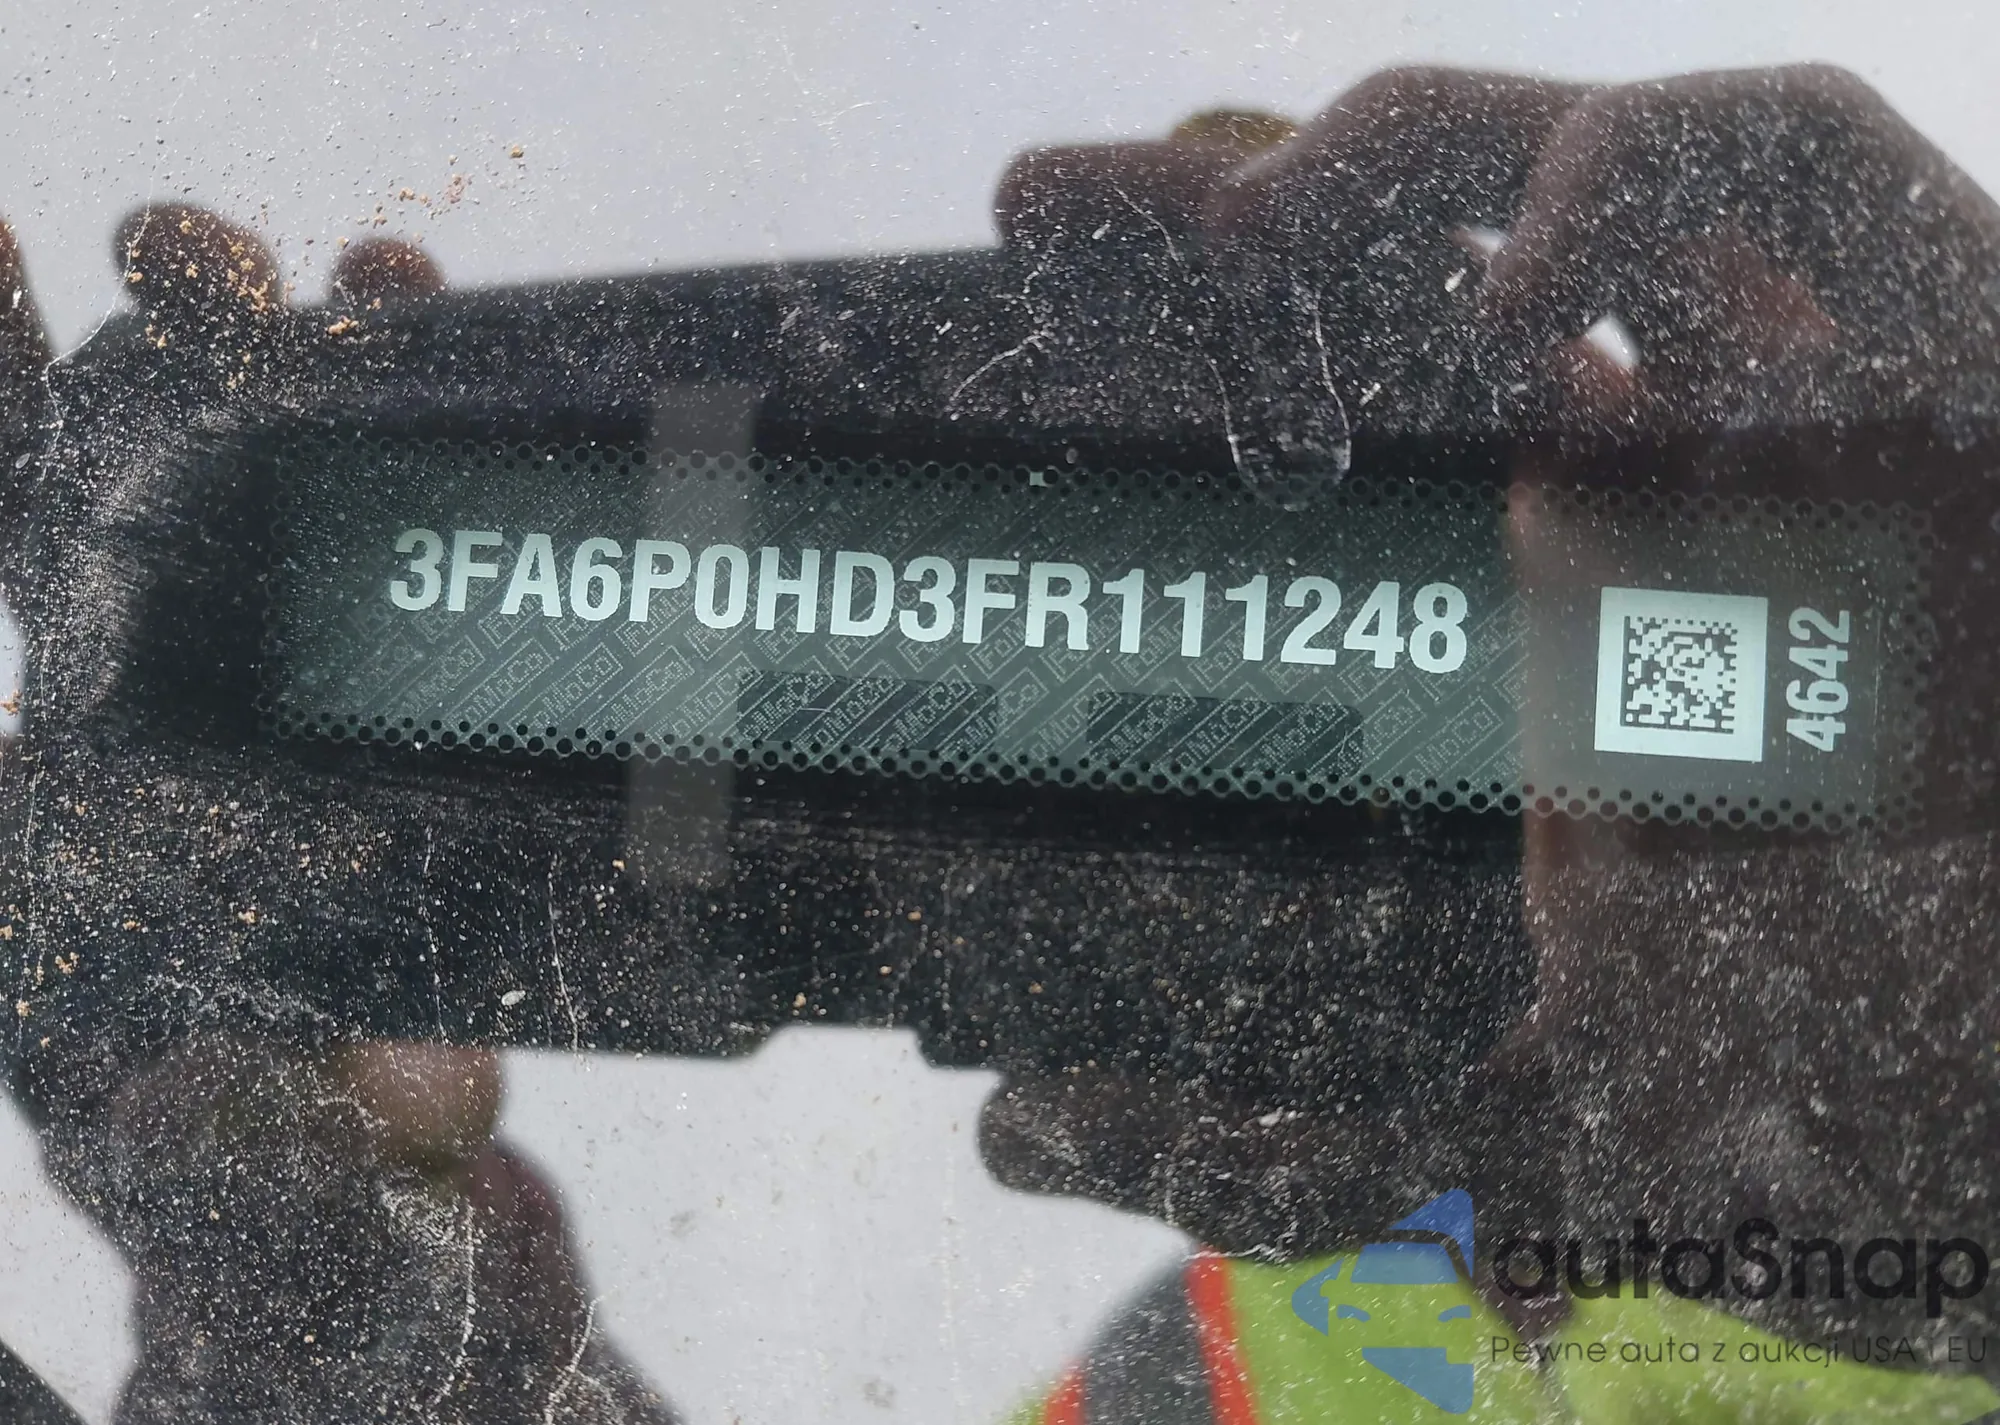 3FA6P0HD3FR111248
4642
autaSnap
Pewne auta z aukcji USA i EU